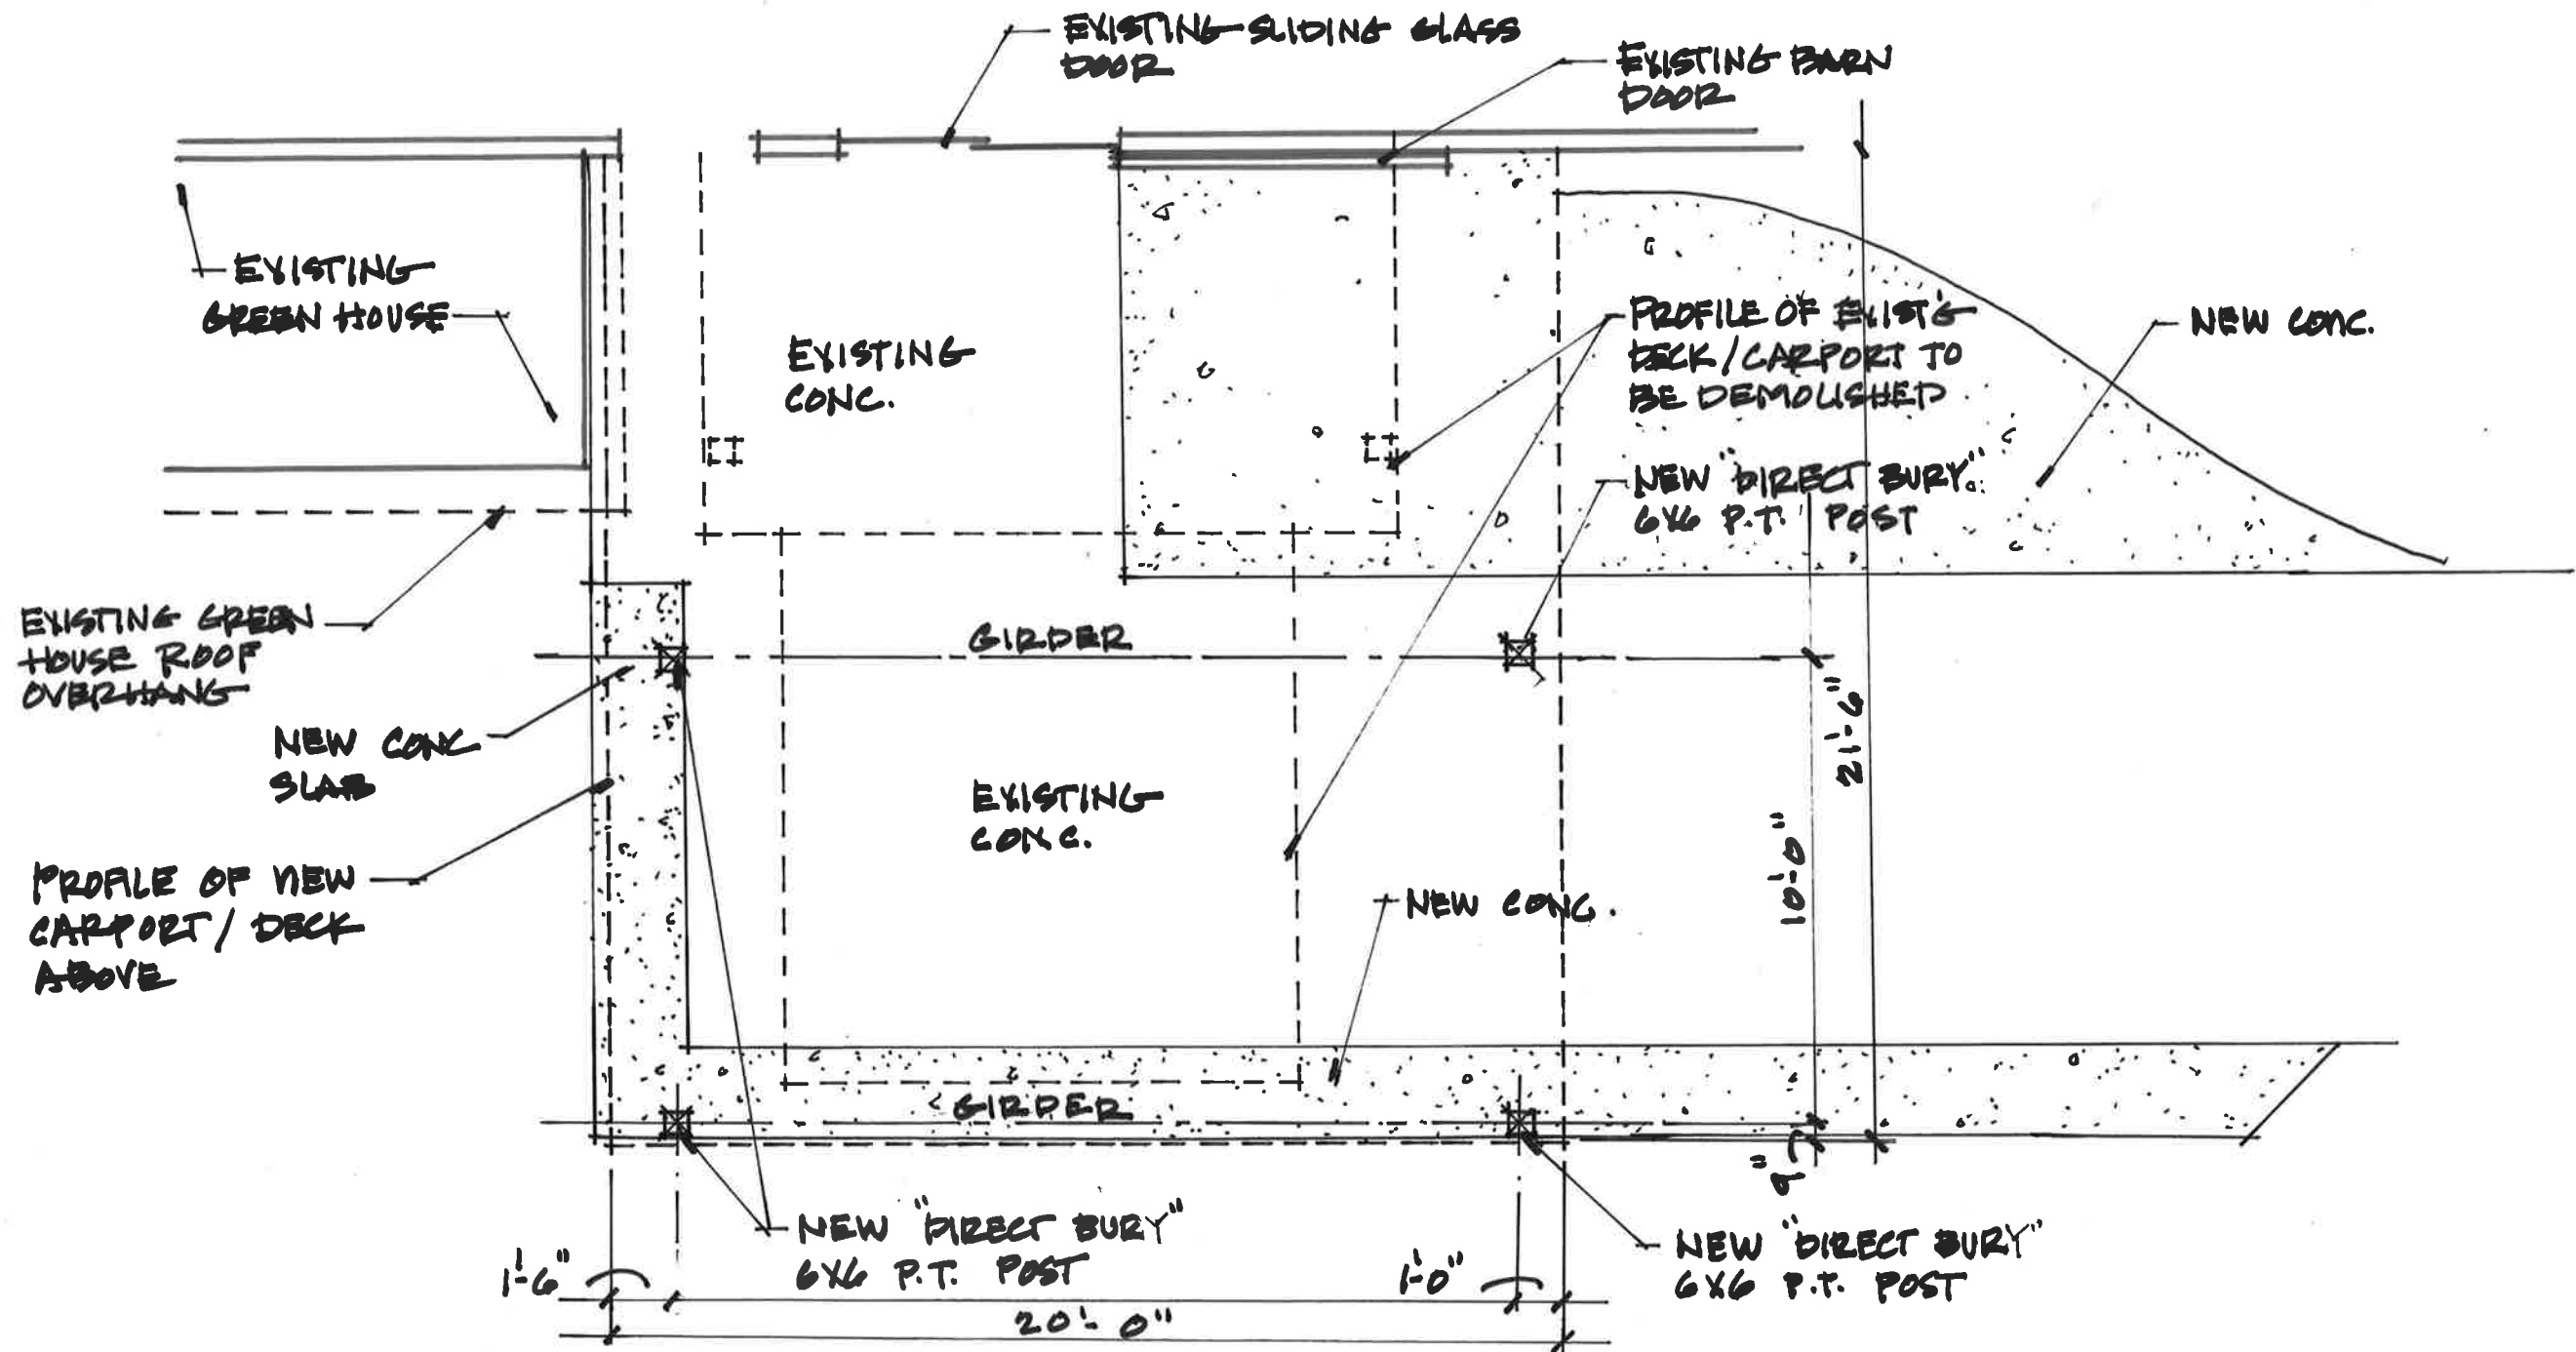 EXISTING SLIDING GLASS
DOOR
EXISTING BARN
DOOR
EXISTING
GREEN HOUSE
EXISTING
CONC.
PROFILE OF EXIST'G
DECK/CARPORT TO
BE DEMOLISHED
NEW CONC.
NEW "DIRECT BURY"
6X6 P.T. POST
EXISTING GREEN
HOUSE ROOF
OVERHANG
GIRDER
NEW CONC
SLAB
21'-6"
EXISTING
CONC.
10'-0"
PROFILE OF NEW
CARPORT/DECK
ABOVE
NEW CONC.
GIRDER
9"
NEW "DIRECT BURY"
6X6 P.T. POST
NEW "DIRECT BURY"
6X6 P.T. POST
1'-6"
1'-0"
20'-0"